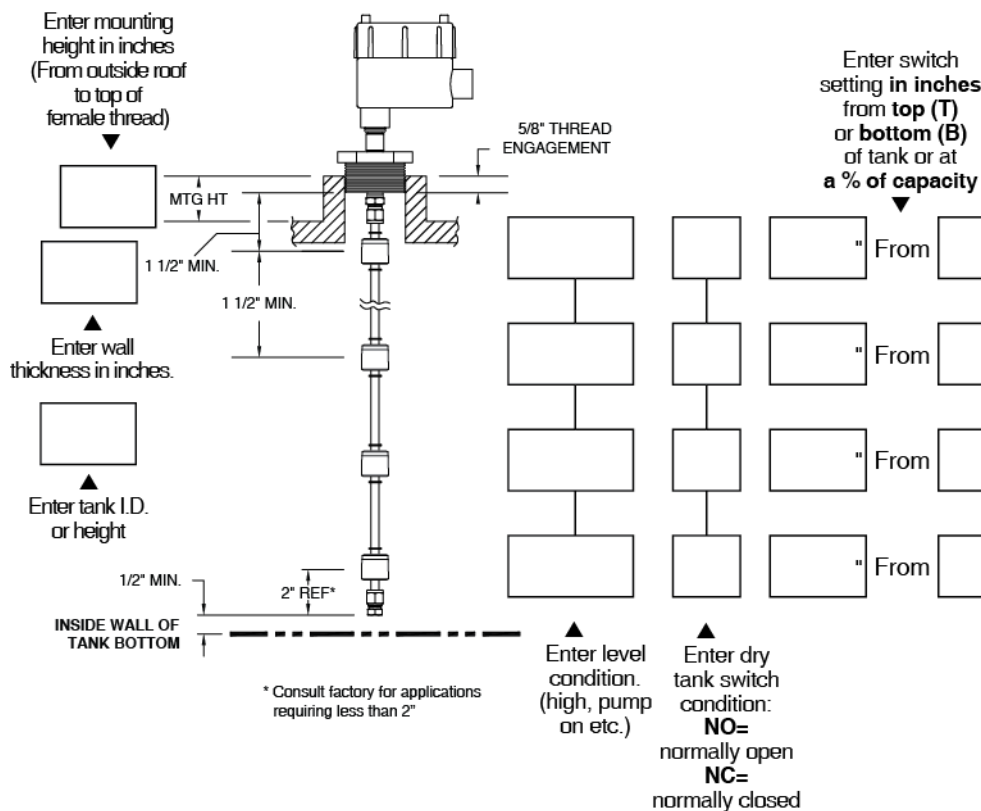 Enter mounting
height in inches
(From outside roof
to top of
female thread)
MTG HT
1 1/2" MIN.
1 1/2" MIN.
5/8" THREAD
ENGAGEMENT
Enter wall
thickness in inches.
Enter tank I.D.
or height
1/2" MIN.
2" REF*
INSIDE WALL OF
TANK BOTTOM
* Consult factory for applications
requiring less than 2"
Enter switch
setting in inches
from top (T)
or bottom (B)
of tank or at
a % of capacity
" From
" From
" From
" From
Enter level
condition.
(high, pump
on etc.)
Enter dry
tank switch
condition:
NO=
normally open
NC=
normally closed